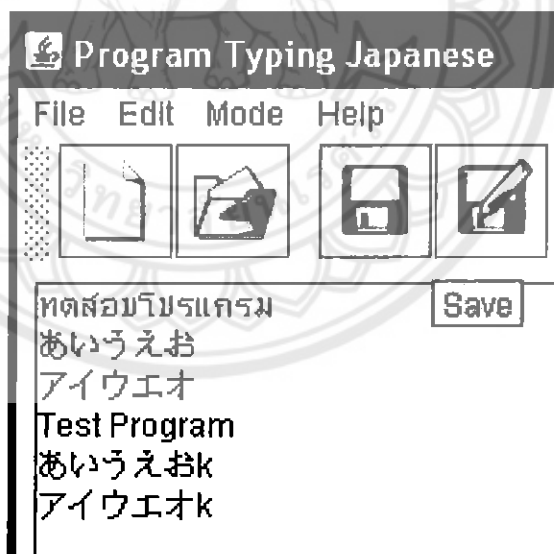 Program Typing Japanese
File Edit Mode Help
ทดสอบโปรแกรม
Save
あいうえお
アイウエオ
Test Program
あいうえおk
アイウエオk